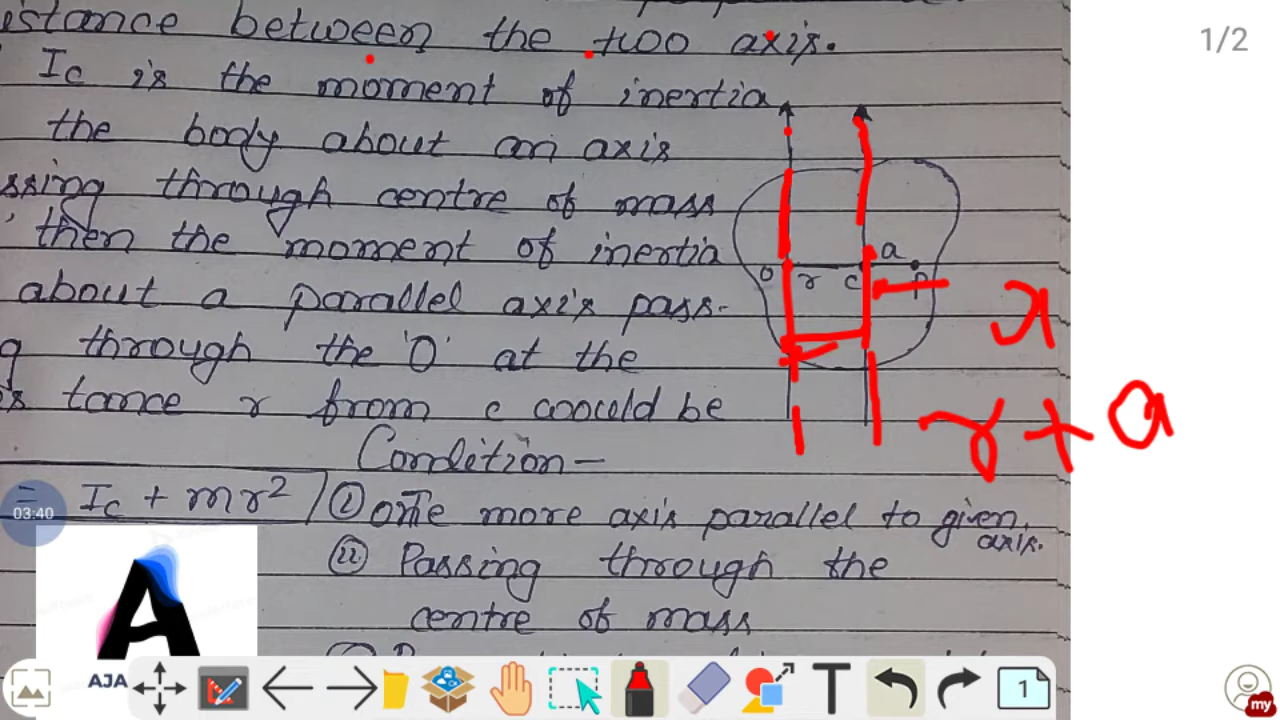 istance between the two axis.
Ic is the moment of inertia
the body about an axis
ssing through centre of mass
, then the moment of inertia
about a parallel axis pass-
g through the 'O' at the
tance r from c would be
Condition-
= Ic + mr²
① One more axis parallel to given
axis.
② Passing through the
centre of mass
O r c a P
x
r + a
1/2
03:40
A
AJA
T
1
my